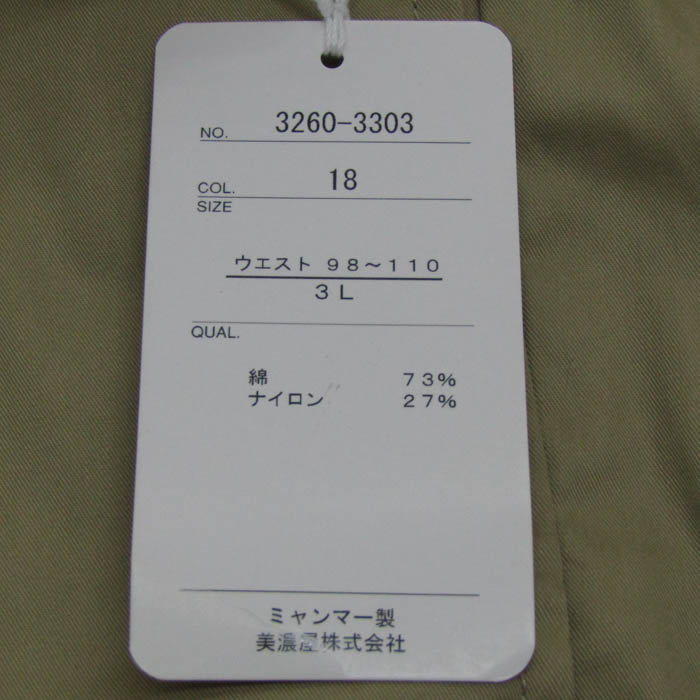 NO. 3260-3303
COL. 18
SIZE
ウエスト 98～110
3L
QUAL.
綿 73%
ナイロン 27%
ミャンマー製
美濃屋株式会社